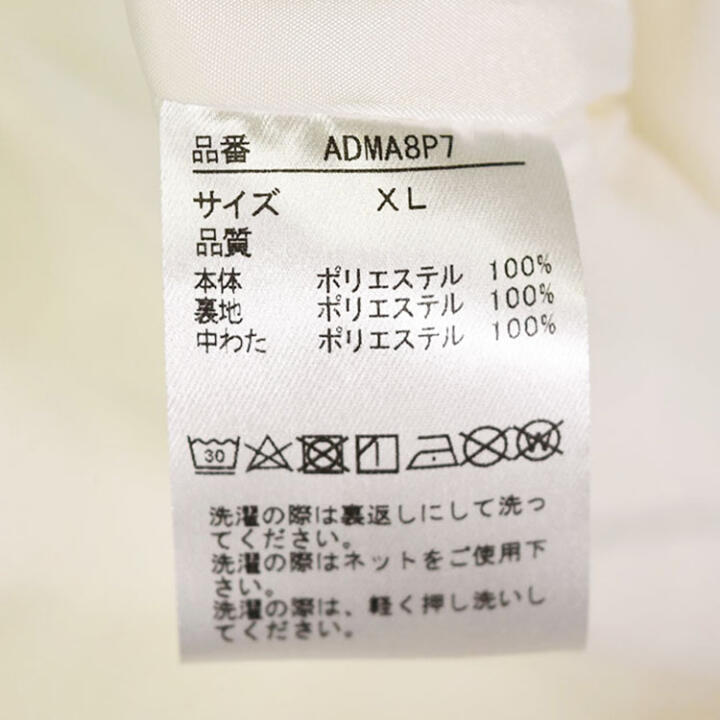 品番 ADMA8P7
サイズ XL
品質
本体 ポリエステル 100%
裏地 ポリエステル 100%
中わた ポリエステル 100%
30 W
洗濯の際は裏返しにして洗っ
てください。
洗濯の際はネットをご使用下
さい。
洗濯の際は、軽く押し洗いし
てください。